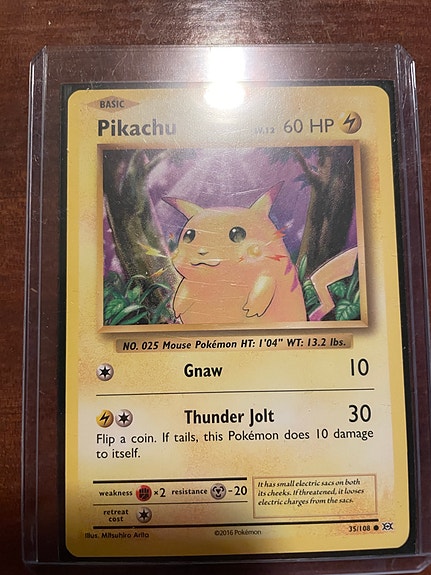 BASIC
Pikachu LV.12 60 HP
NO. 025 Mouse Pokémon HT: 1'04" WT: 13.2 lbs.
Gnaw 10
Thunder Jolt 30
Flip a coin. If tails, this Pokémon does 10 damage
to itself.
weakness ×2 resistance -20
retreat
cost
It has small electric sacs on both
its cheeks. If threatened, it looses
electric charges from the sacs.
Illus. Mitsuhiro Arita ©2016 Pokémon 35/108